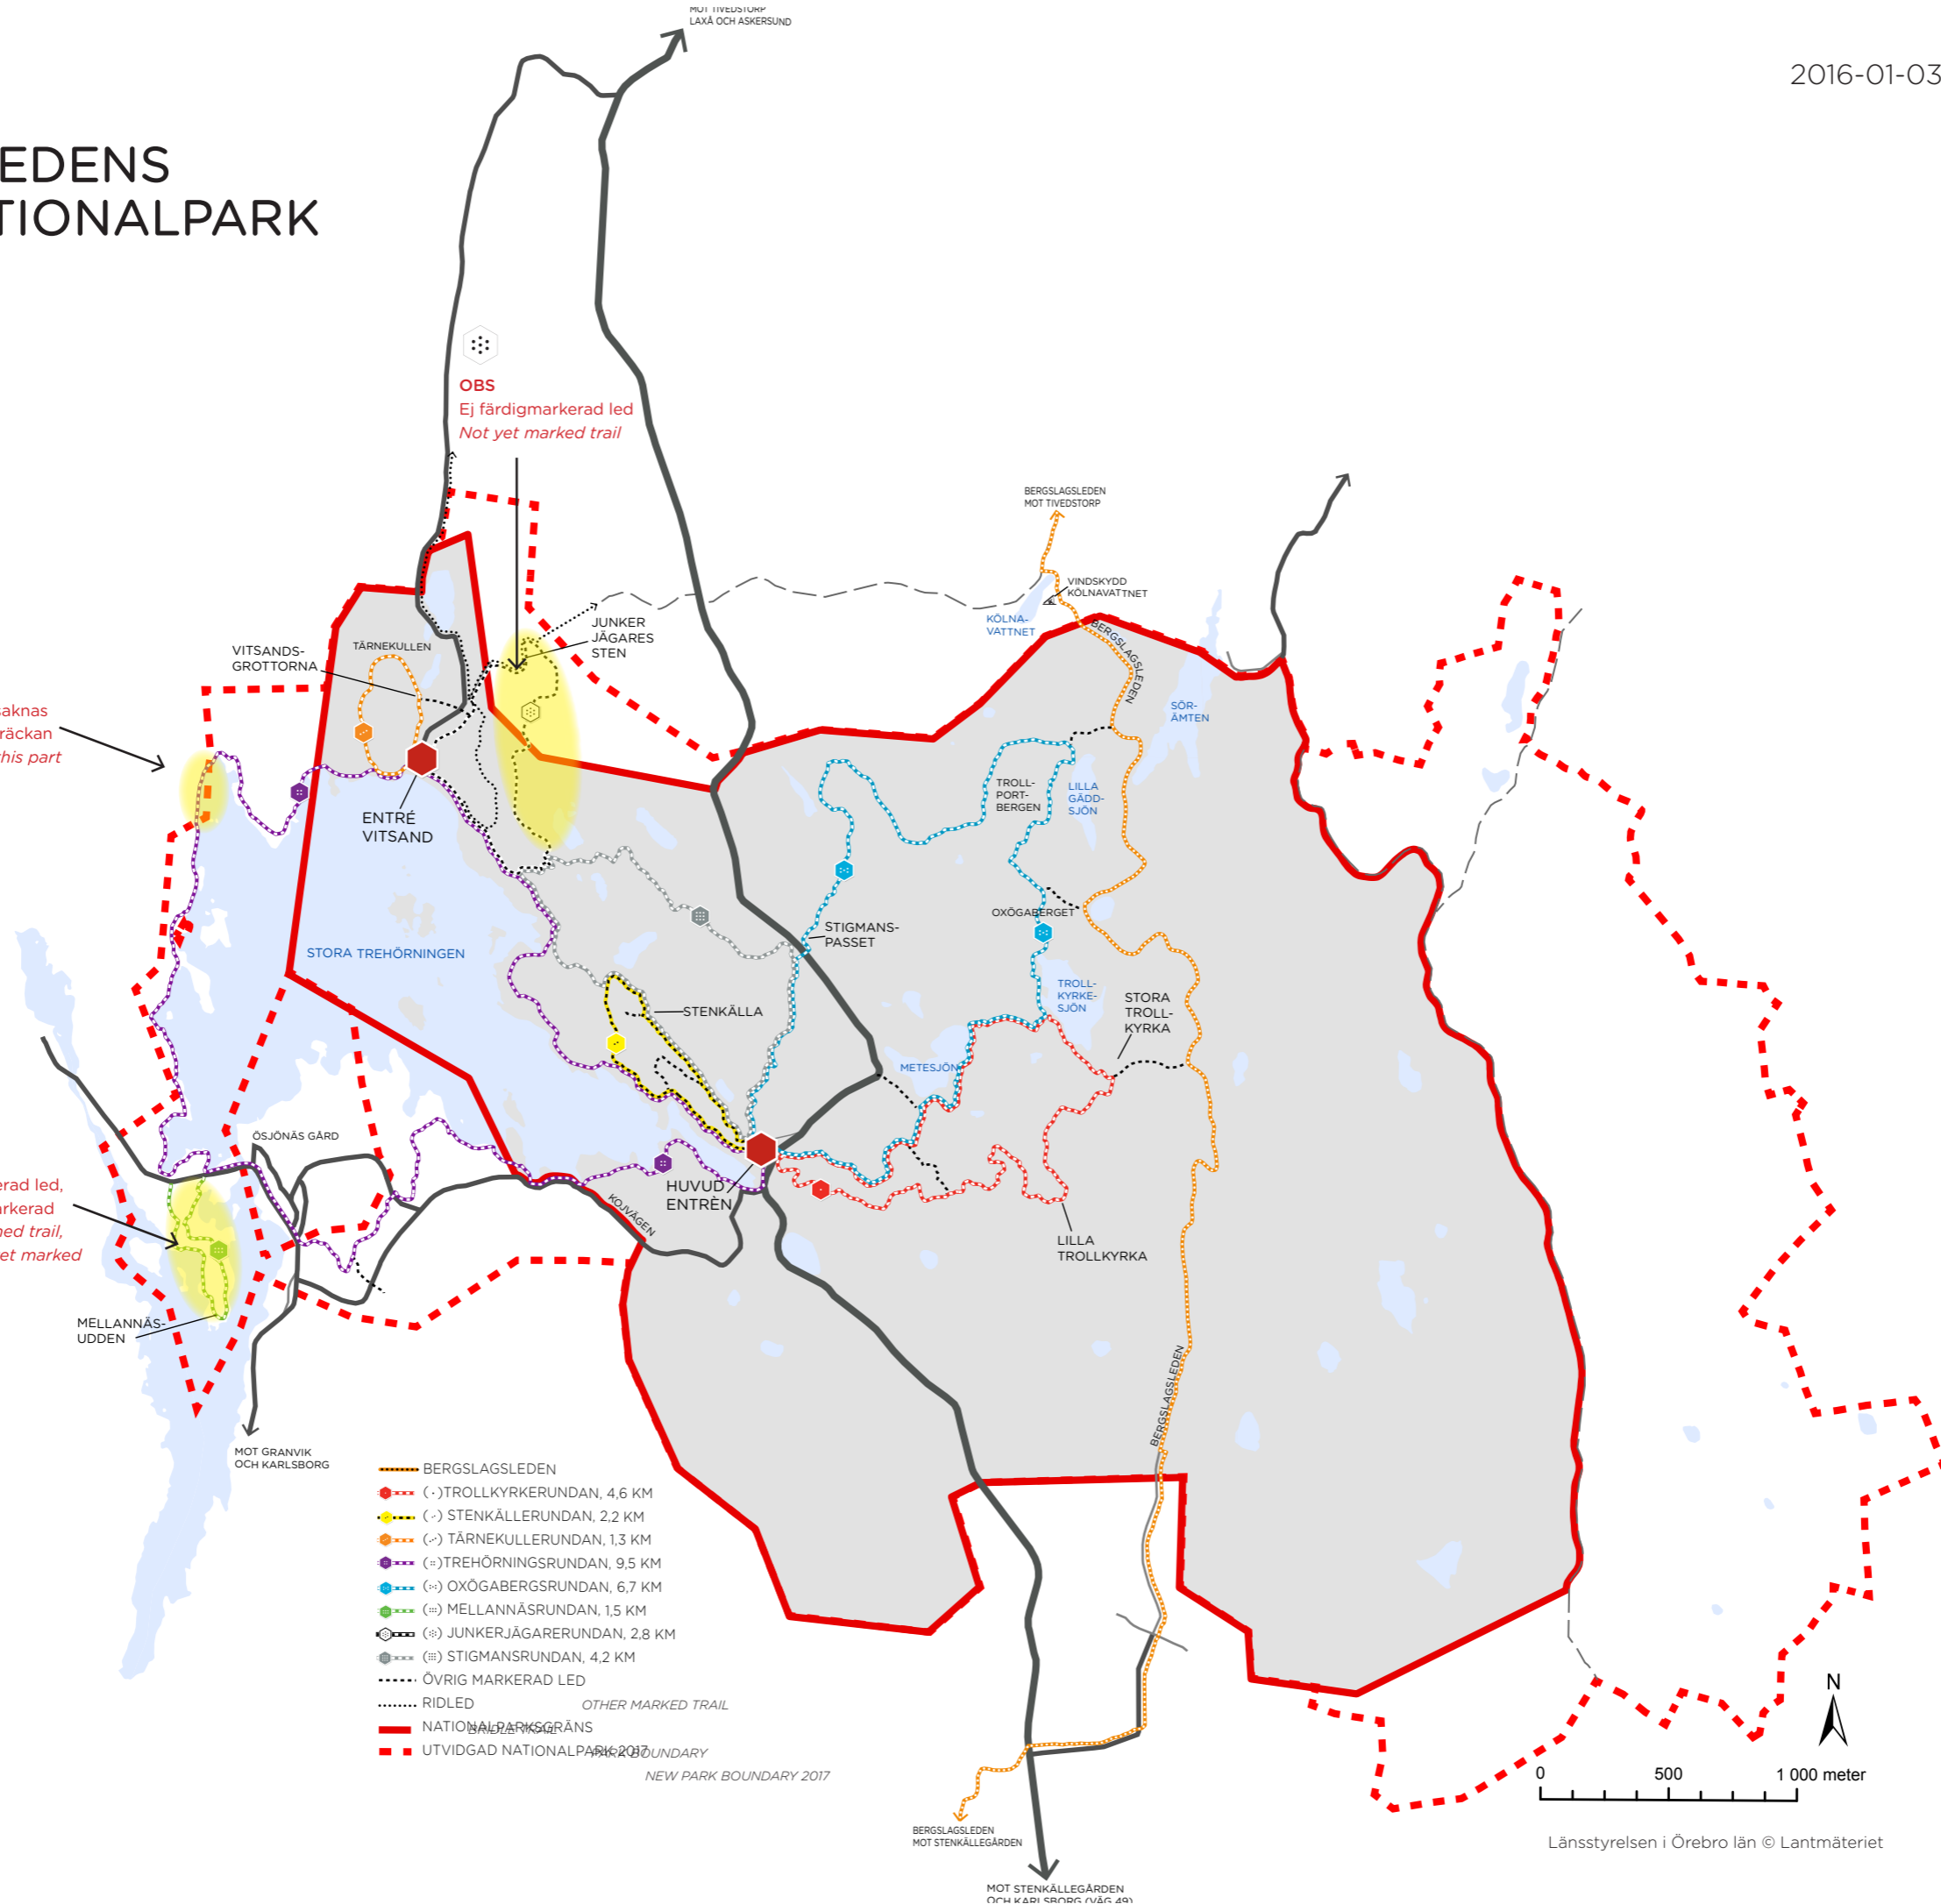 MOT TIVEDSTORP
LAXÅ OCH ASKERSUND
2016-01-03
EDENS
TIONALPARK
OBS
Ej färdigmarkerad led
Not yet marked trail
BERGSLAGSLEDEN
MOT TIVEDSTORP
VINDSKYDD
KÖLNAVATTNET
KÖLNA-
VATTNET
BERGSLAGSLEDEN
JUNKER
JÄGARES
STEN
VITSANDS-
GROTTORNA
TÄRNEKULLEN
SÖR-
ÄMTEN
saknas
räckan
his part
TROLL-
PORT-
BERGEN
LILLA
GÄDD-
SJÖN
ENTRÉ
VITSAND
OXÖGABERGET
STIGMANS-
PASSET
STORA TREHÖRNINGEN
TROLL-
KYRKE-
SJÖN
STORA
TROLL-
KYRKA
STENKÄLLA
METESJÖN
ÖSJÖNÄS GÅRD
erad led,
arkerad
ned trail,
et marked
HUVUD
ENTRÈN
KOJVÄGEN
LILLA
TROLLKYRKA
MELLANNÄS-
UDDEN
BERGSLAGSLEDEN
MOT GRANVIK
OCH KARLSBORG
BERGSLAGSLEDEN
(·)TROLLKYRKERUNDAN, 4,6 KM
(··) STENKÄLLERUNDAN, 2,2 KM
(···) TÄRNEKULLERUNDAN, 1,3 KM
(::)TREHÖRNINGSRUNDAN, 9,5 KM
(:·:) OXÖGABERGSRUNDAN, 6,7 KM
(:::) MELLANNÄSRUNDAN, 1,5 KM
(:·:·:) JUNKERJÄGARERUNDAN, 2,8 KM
(::::) STIGMANSRUNDAN, 4,2 KM
ÖVRIG MARKERAD LED
RIDLED
OTHER MARKED TRAIL
NATIONALPARKSGRÄNS
BRIDLE TRAIL
UTVIDGAD NATIONALPARK 2017
PARK BOUNDARY
NEW PARK BOUNDARY 2017
N
0 500 1 000 meter
BERGSLAGSLEDEN
MOT STENKÄLLEGÅRDEN
Länsstyrelsen i Örebro län © Lantmäteriet
MOT STENKÄLLEGÅRDEN
OCH KARLSBORG (VÄG 49)